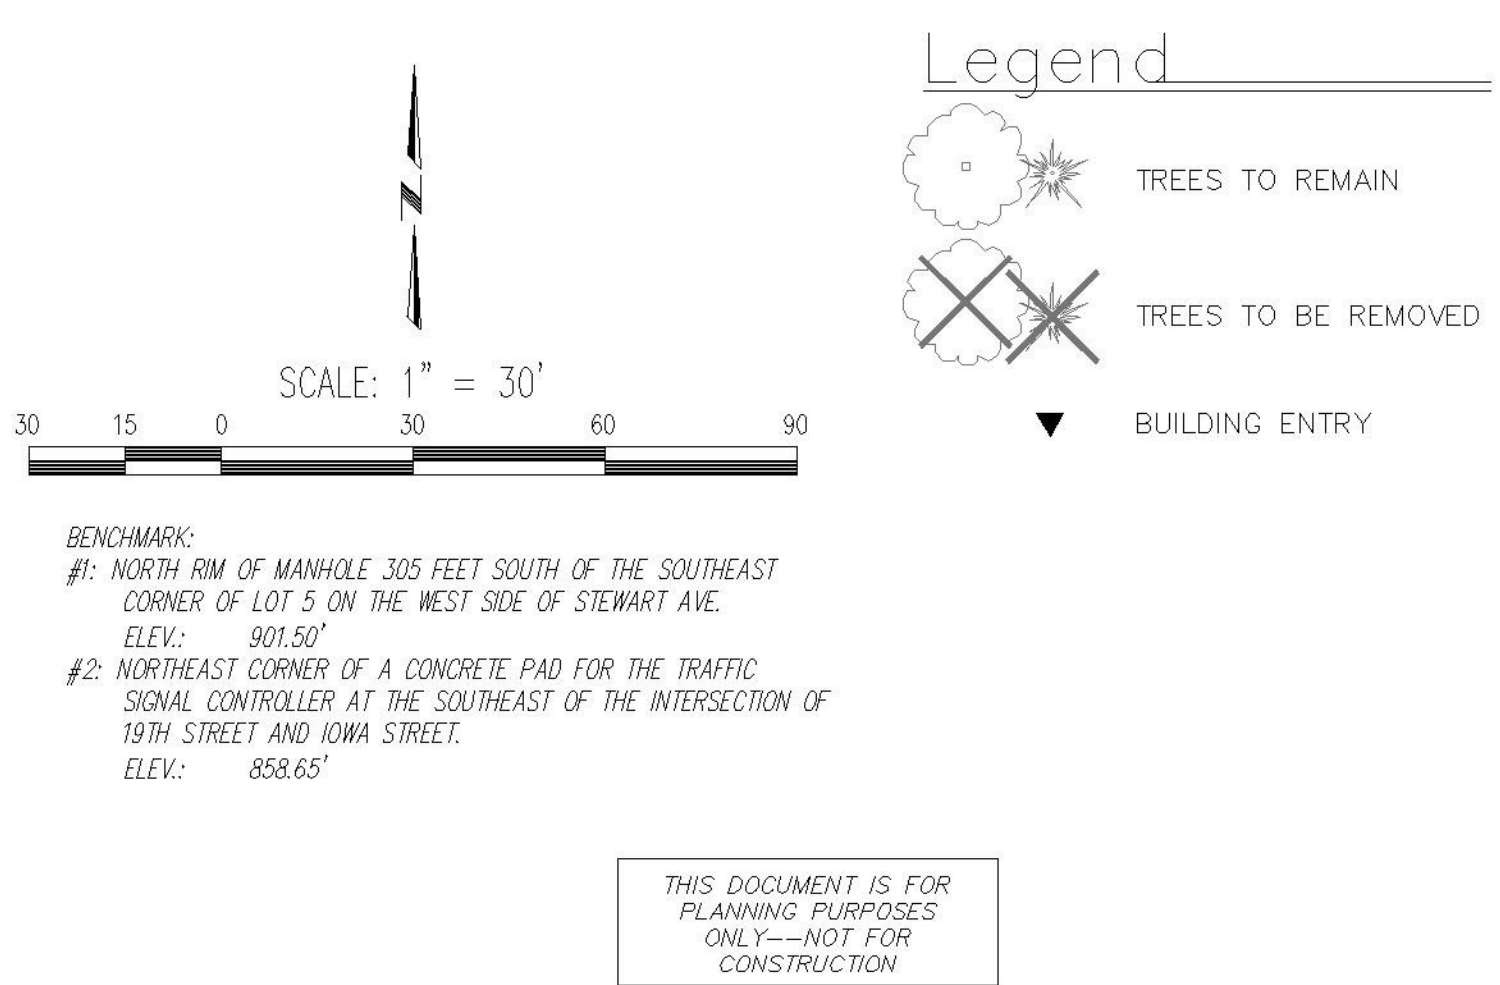 Legend
TREES TO REMAIN
TREES TO BE REMOVED
BUILDING ENTRY
N
SCALE: 1" = 30'
30 15 0 30 60 90
BENCHMARK:
#1: NORTH RIM OF MANHOLE 305 FEET SOUTH OF THE SOUTHEAST
CORNER OF LOT 5 ON THE WEST SIDE OF STEWART AVE.
ELEV.: 901.50'
#2: NORTHEAST CORNER OF A CONCRETE PAD FOR THE TRAFFIC
SIGNAL CONTROLLER AT THE SOUTHEAST OF THE INTERSECTION OF
19TH STREET AND IOWA STREET.
ELEV.: 858.65'
THIS DOCUMENT IS FOR
PLANNING PURPOSES
ONLY--NOT FOR
CONSTRUCTION